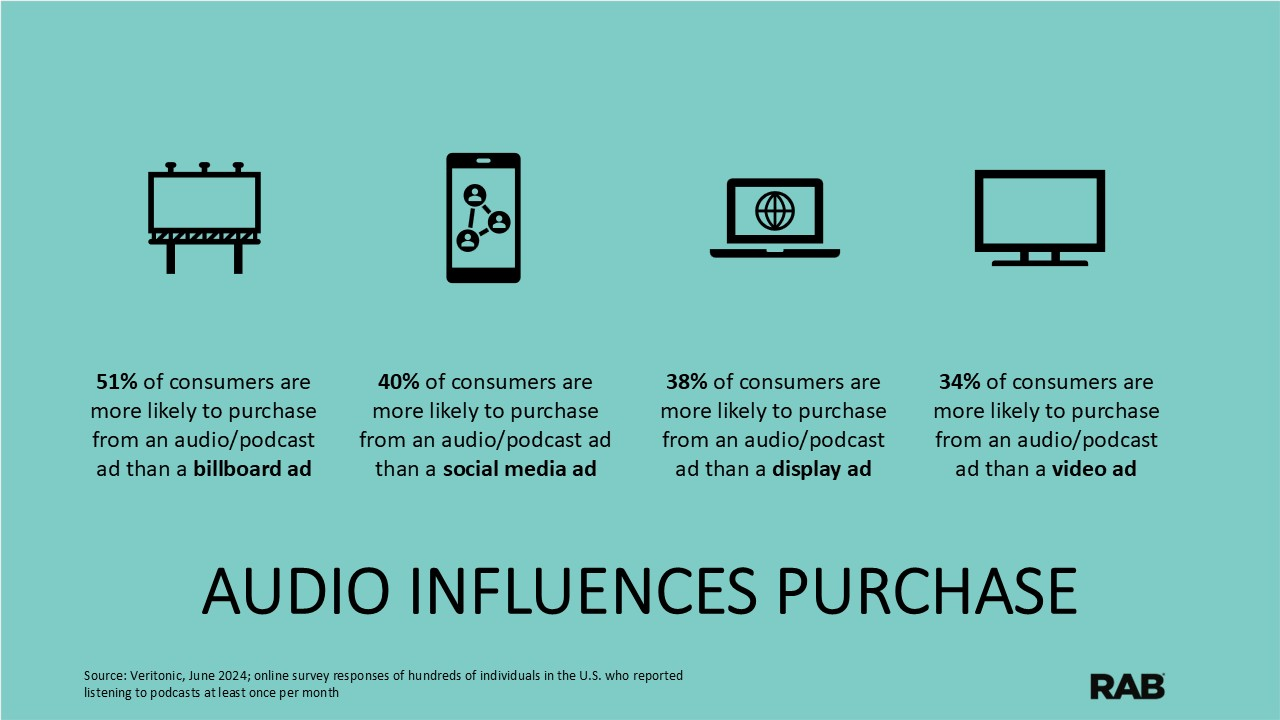 51% of consumers are
more likely to purchase
from an audio/podcast
ad than a billboard ad
40% of consumers are
more likely to purchase
from an audio/podcast ad
than a social media ad
38% of consumers are
more likely to purchase
from an audio/podcast
ad than a display ad
34% of consumers are
more likely to purchase
from an audio/podcast
ad than a video ad
AUDIO INFLUENCES PURCHASE
Source: Veritonic, June 2024; online survey responses of hundreds of individuals in the U.S. who reported
listening to podcasts at least once per month
RAB